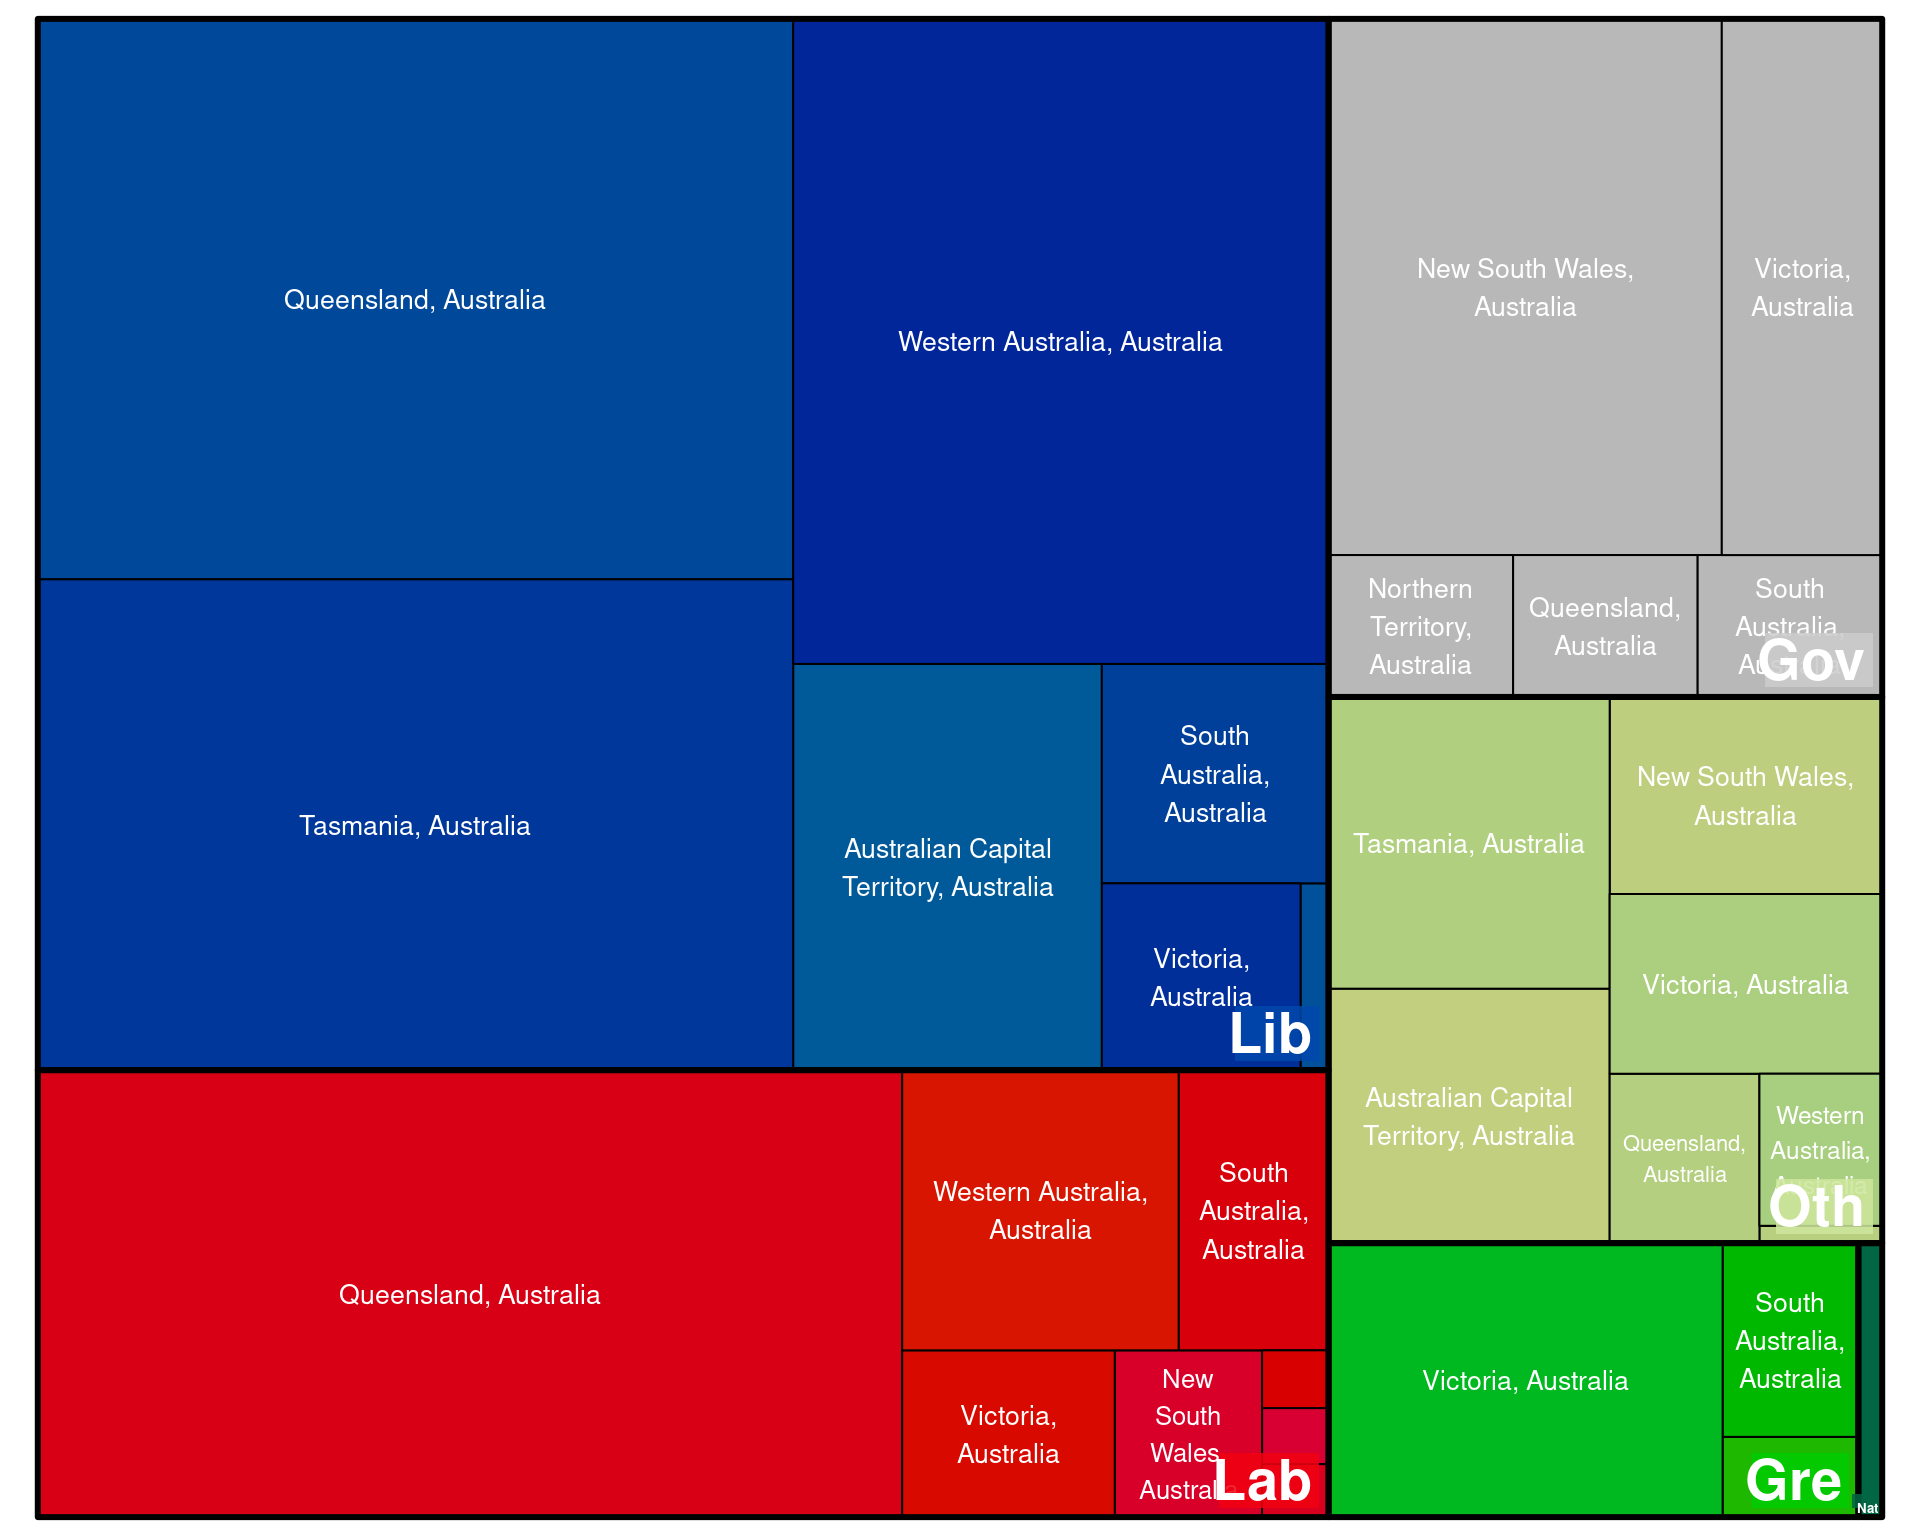 Queensland, Australia
Western Australia, Australia
Tasmania, Australia
Australian Capital
Territory, Australia
South
Australia,
Australia
Victoria,
Australia
Lib
Queensland, Australia
Western Australia,
Australia
South
Australia,
Australia
Victoria,
Australia
New
South
Wales,
Australia
Lab
New South Wales,
Australia
Victoria,
Australia
Northern
Territory,
Australia
Queensland,
Australia
South
Australia,
Australia
Gov
Tasmania, Australia
New South Wales,
Australia
Victoria, Australia
Australian Capital
Territory, Australia
Queensland,
Australia
Western
Australia,
Australia
Oth
Victoria, Australia
South
Australia,
Australia
Gre
Nat